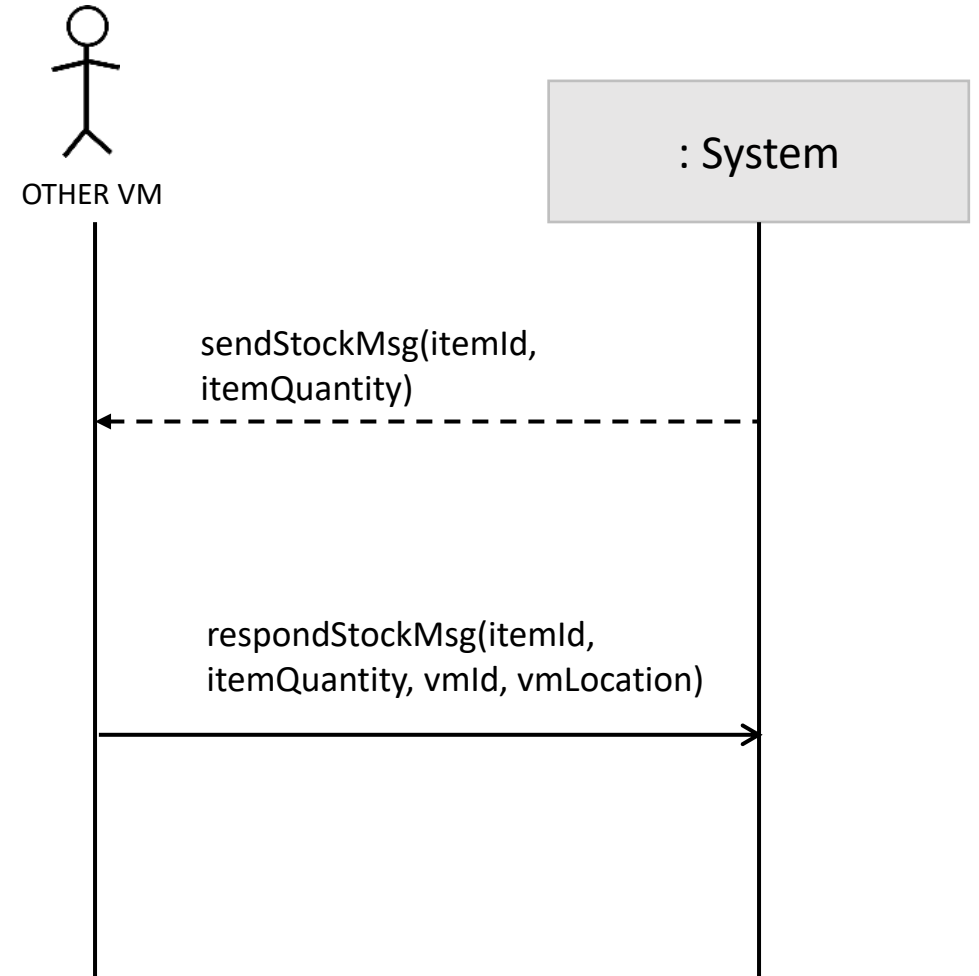 OTHER VM
: System
sendStockMsg(itemId,
itemQuantity)
respondStockMsg(itemId,
itemQuantity, vmId, vmLocation)